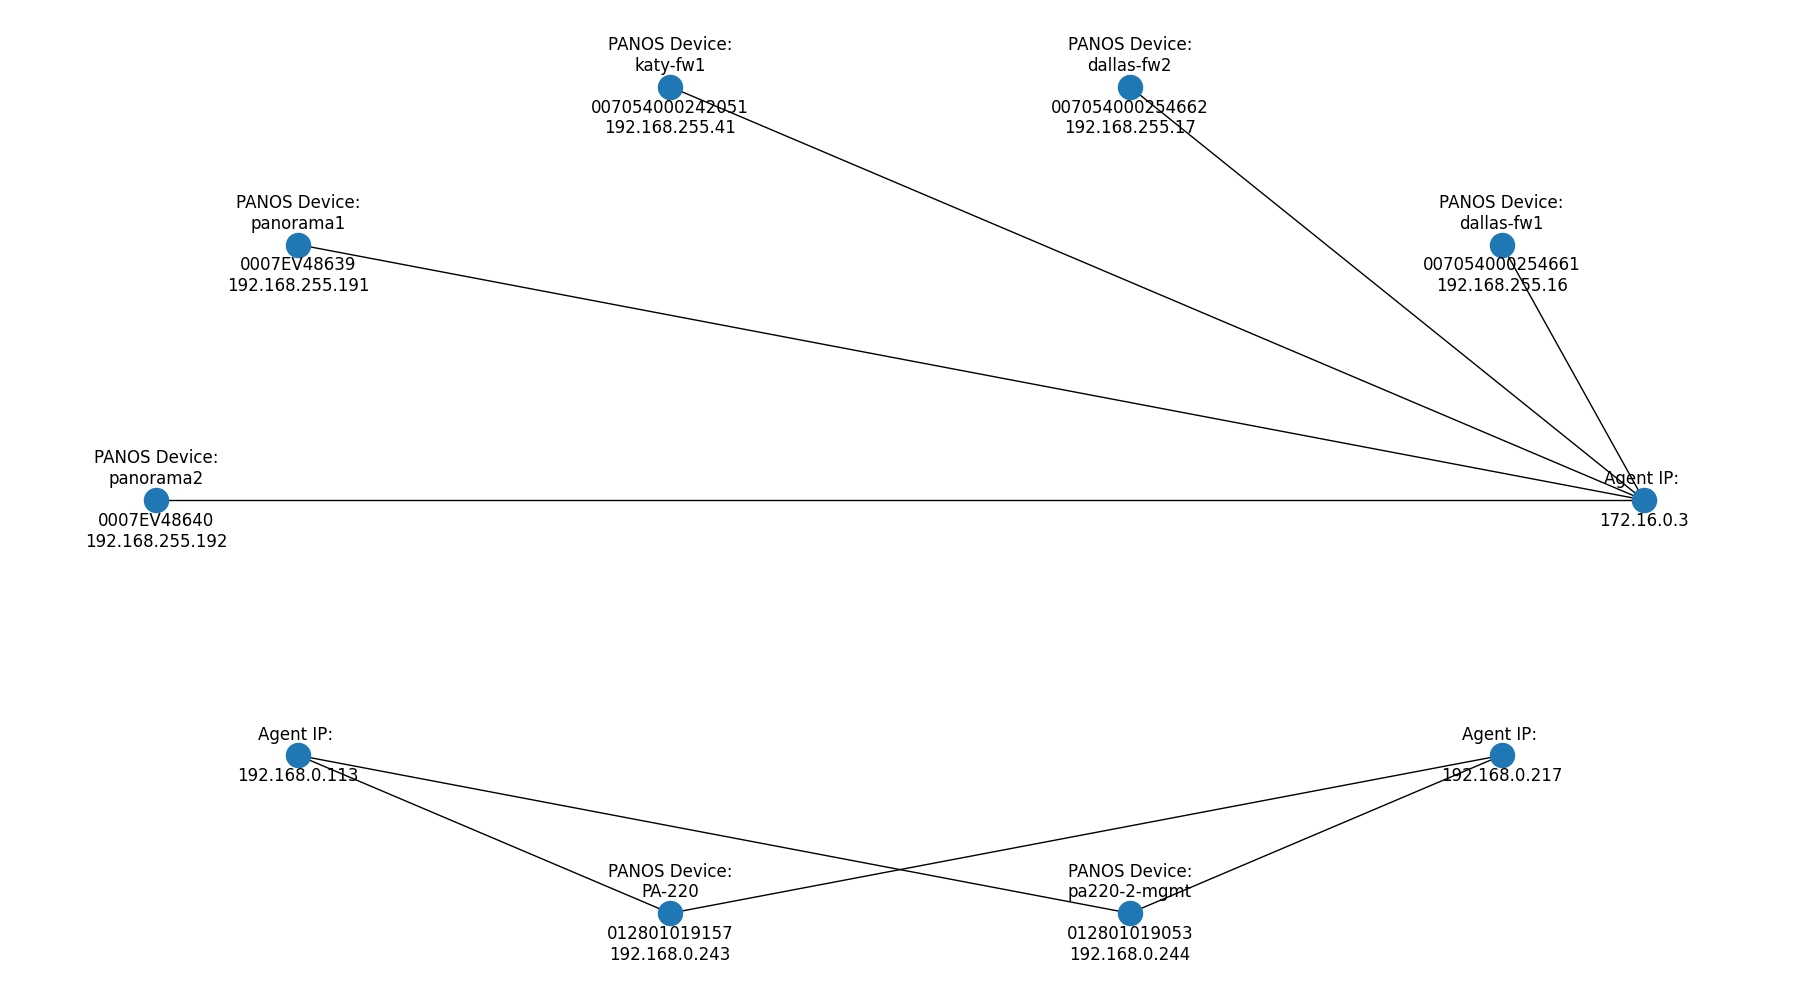 PANOS Device:
katy-fw1
007054000242051
192.168.255.41
PANOS Device:
dallas-fw2
007054000254662
192.168.255.17
PANOS Device:
panorama1
0007EV48639
192.168.255.191
PANOS Device:
dallas-fw1
007054000254661
192.168.255.16
PANOS Device:
panorama2
0007EV48640
192.168.255.192
Agent IP:
172.16.0.3
Agent IP:
192.168.0.113
Agent IP:
192.168.0.217
PANOS Device:
PA-220
012801019157
192.168.0.243
PANOS Device:
pa220-2-mgmt
012801019053
192.168.0.244